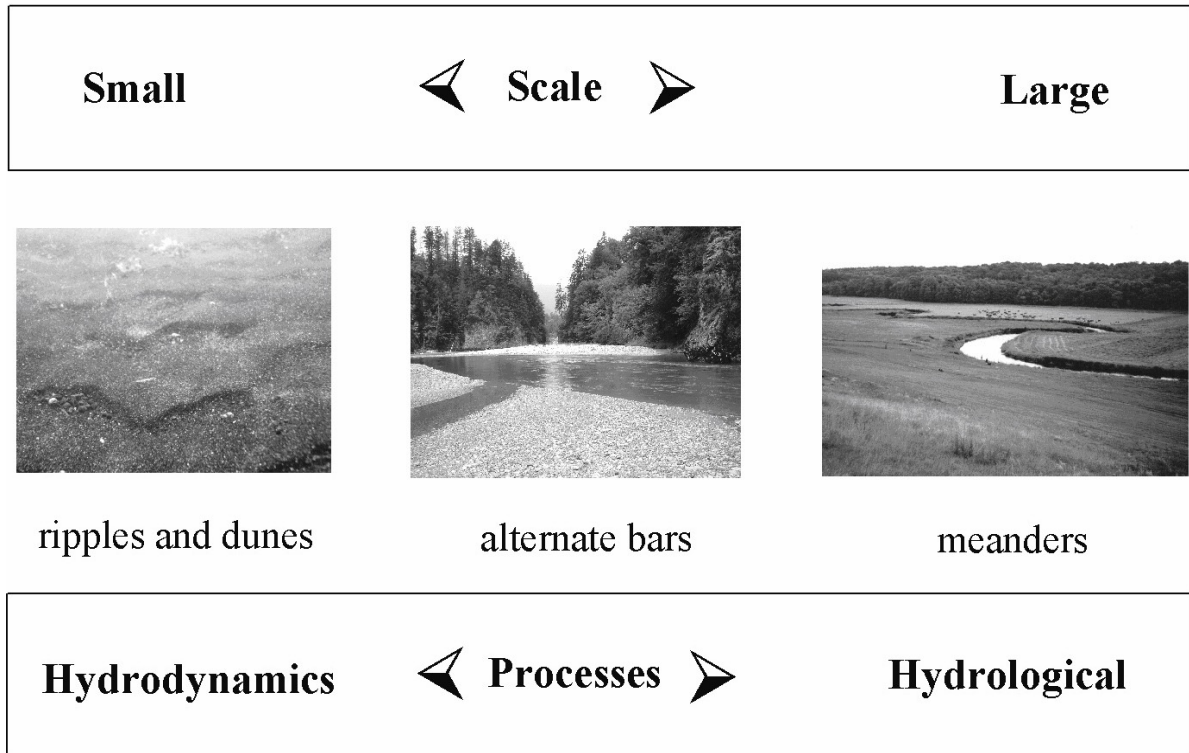 Small Scale Large
ripples and dunes alternate bars meanders
Hydrodynamics Processes Hydrological